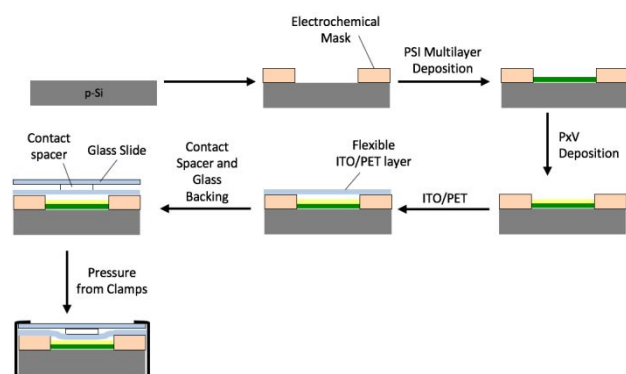 Electrochemical
Mask
PSI Multilayer
Deposition
p-Si
PxV
Deposition
Contact
spacer
Glass Slide
Contact
Spacer and
Glass
Backing
Flexible
ITO/PET layer
ITO/PET
Pressure
from Clamps